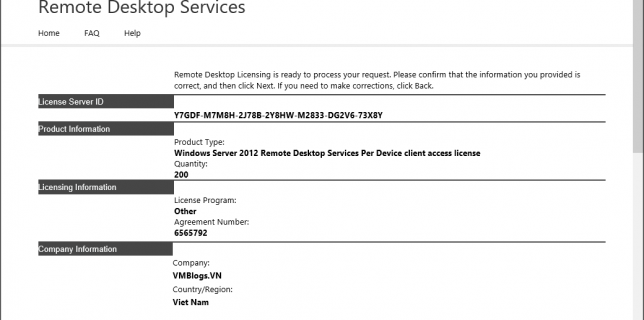 Remote Desktop Services
Home FAQ Help
Remote Desktop Licensing is ready to process your request. Please confirm that the information you provided is
correct, and then click Next. If you need to make corrections, click Back.
License Server ID
Y7GDF-M7M8H-2J78B-2Y8HW-M2833-DG2V6-73X8Y
Product Information
Product Type:
Windows Server 2012 Remote Desktop Services Per Device client access license
Quantity:
200
Licensing Information
License Program:
Other
Agreement Number:
6565792
Company Information
Company:
VMBlogs.VN
Country/Region:
Viet Nam